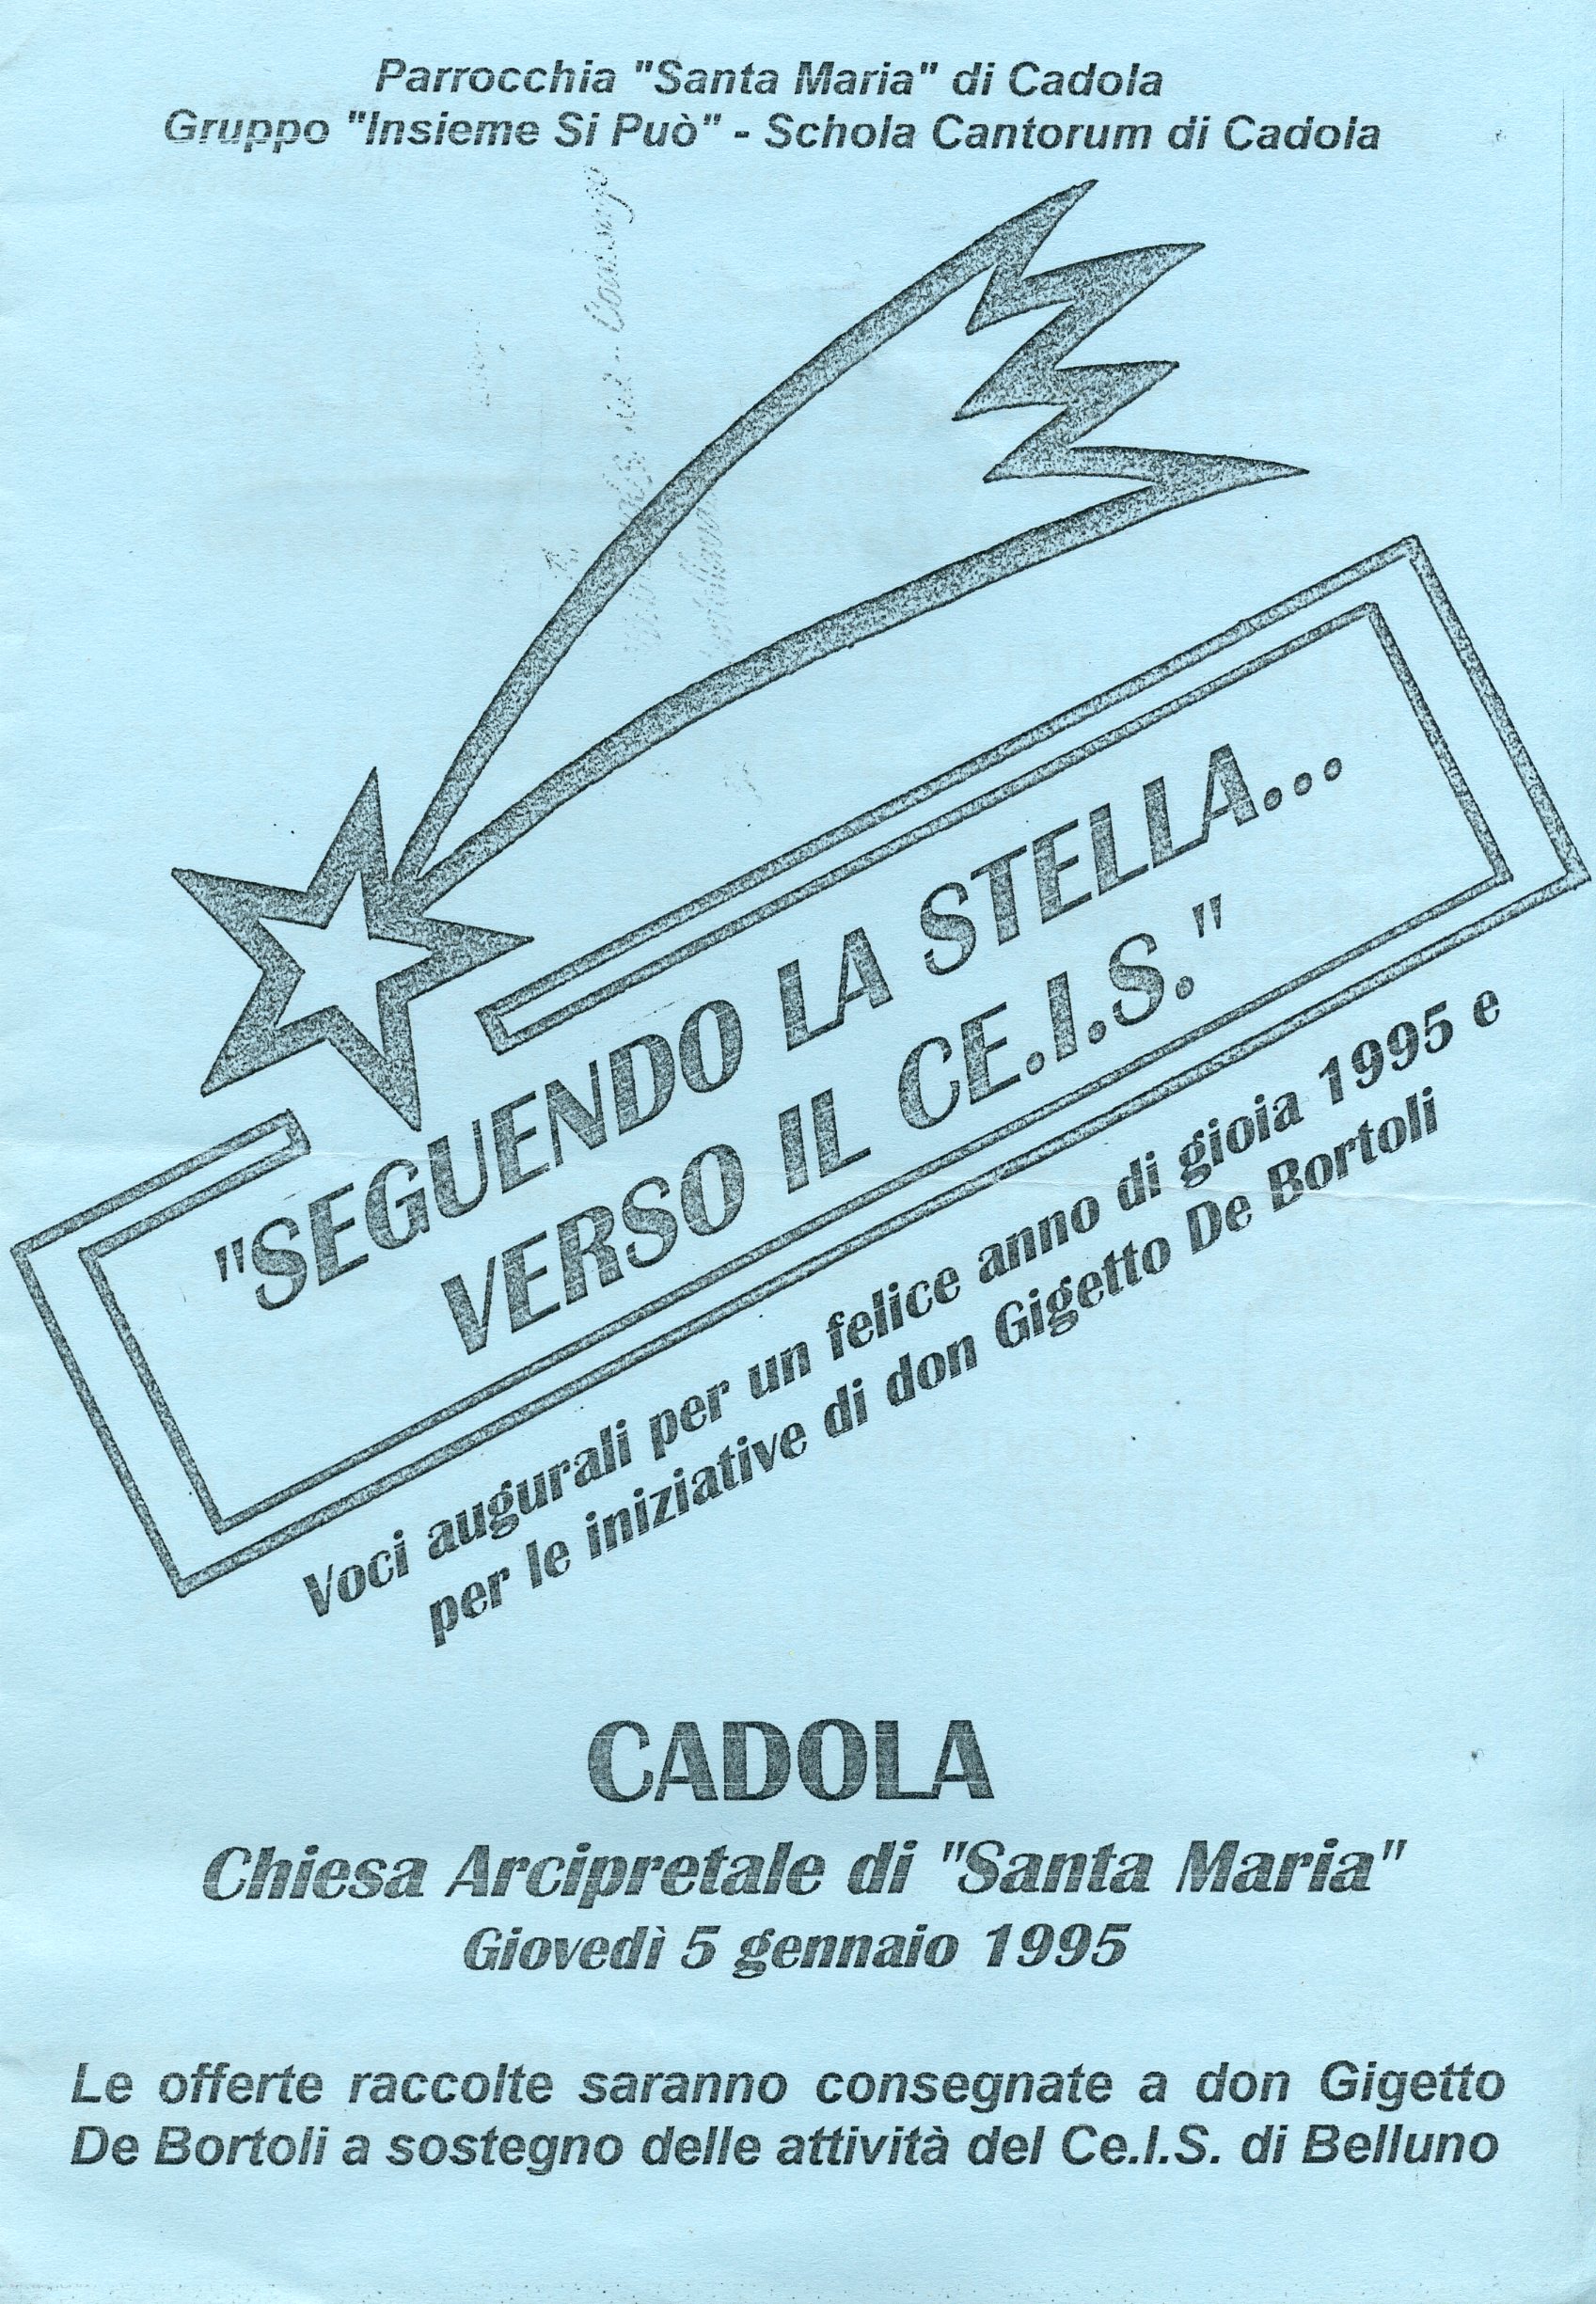 Parrocchia "Santa Maria" di Cadola
Gruppo "Insieme Si Può" - Schola Cantorum di Cadola
"SEGUENDO LA STELLA...
VERSO IL CE.I.S."
Voci augurali per un felice anno di gioia 1995 e
per le iniziative di don Gigetto De Bortoli
CADOLA
Chiesa Arcipretale di "Santa Maria"
Giovedì 5 gennaio 1995
Le offerte raccolte saranno consegnate a don Gigetto
De Bortoli a sostegno delle attività del Ce.I.S. di Belluno